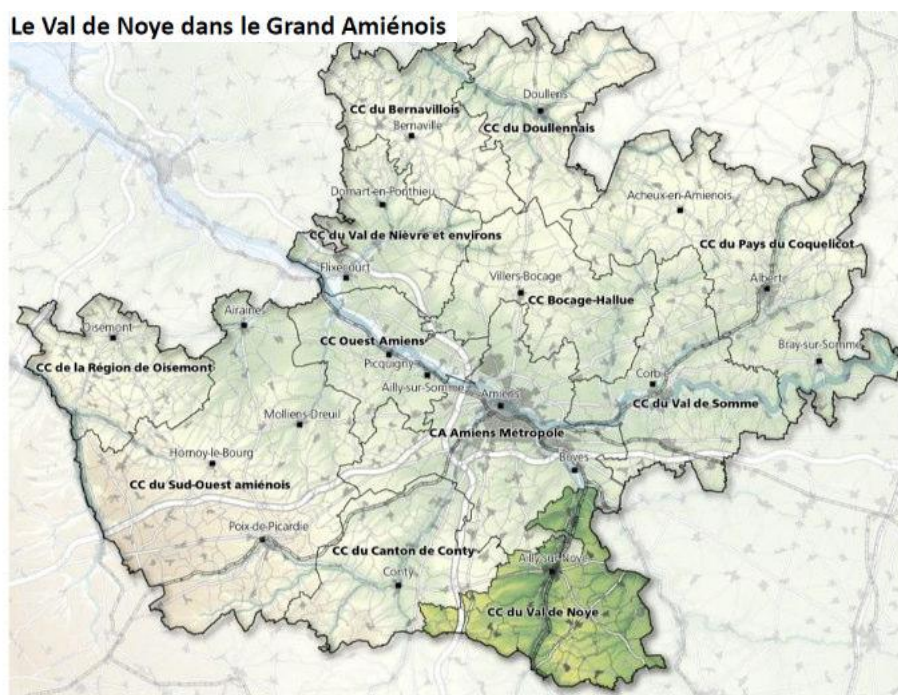 Le Val de Noye dans le Grand Amiénois
Doullens
CC du Bernavillois
Bernaville
CC du Doullennais
Domart-en-Ponthieu
Acheux-en-Amienois
CC du Val de Nièvre et environs
CC du Pays du Coquelicot
Flixecourt
Villers-Bocage
Alberte
CC Bocage-Hallue
Airaines
Oisemont
CC Ouest Amiens
Bray-sur-Somme
CC de la Région de Oisemont
Picquigny
Ailly-sur-Somme
Corbie
Amiens
CC du Val de Somme
Molliens-Dreuil
CA Amiens Métropole
Hornoy-le-Bourg
Boves
CC du Sud-Ouest amiénois
Poix-de-Picardie
CC du Canton de Conty
Ailly-sur-Noye
Conty
CC du Val de Noye